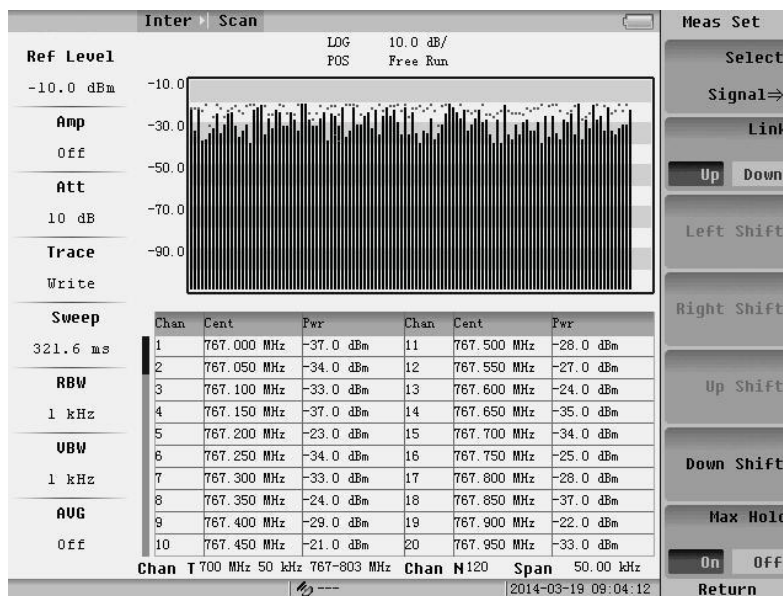 Inter Scan
Meas Set
Ref Level
-10.0 dBm
Amp
Off
Att
10 dB
Trace
Write
Sweep
321.6 ms
RBW
1 kHz
VBW
1 kHz
AVG
Off
LOG 10.0 dB/
POS Free Run
-10.0
-30.0
-50.0
-70.0
-90.0
Chan Cent Pwr Chan Cent Pwr
1 767.000 MHz -37.0 dBm 11 767.500 MHz -28.0 dBm
2 767.050 MHz -34.0 dBm 12 767.550 MHz -27.0 dBm
3 767.100 MHz -33.0 dBm 13 767.600 MHz -24.0 dBm
4 767.150 MHz -37.0 dBm 14 767.650 MHz -35.0 dBm
5 767.200 MHz -23.0 dBm 15 767.700 MHz -34.0 dBm
6 767.250 MHz -34.0 dBm 16 767.750 MHz -25.0 dBm
7 767.300 MHz -33.0 dBm 17 767.800 MHz -28.0 dBm
8 767.350 MHz -24.0 dBm 18 767.850 MHz -37.0 dBm
9 767.400 MHz -29.0 dBm 19 767.900 MHz -22.0 dBm
10 767.450 MHz -21.0 dBm 20 767.950 MHz -33.0 dBm
Chan T 700 MHz 50 kHz 767-803 MHz Chan N 120 Span 50.00 kHz
--- 2014-03-19 09:04:12
Select
Signal⇒
Link
Up Down
Left Shift
Right Shift
Up Shift
Down Shift
Max Hold
On Off
Return